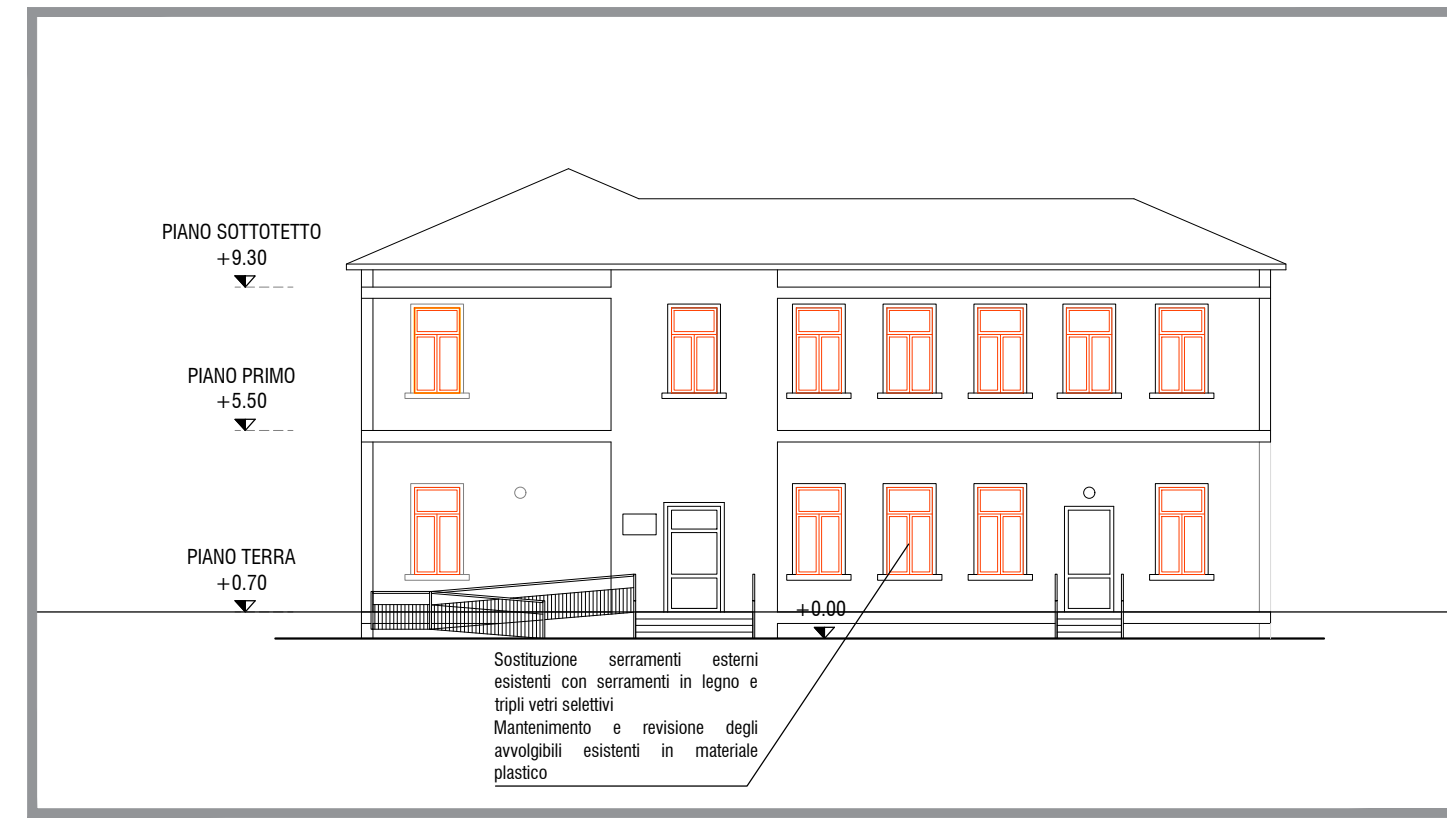 PIANO SOTTOTETTO
+9.30
PIANO PRIMO
+5.50
PIANO TERRA
+0.70
+0.00
Sostituzione serramenti esterni
esistenti con serramenti in legno e
tripli vetri selettivi
Mantenimento e revisione degli
avvolgibili esistenti in materiale
plastico